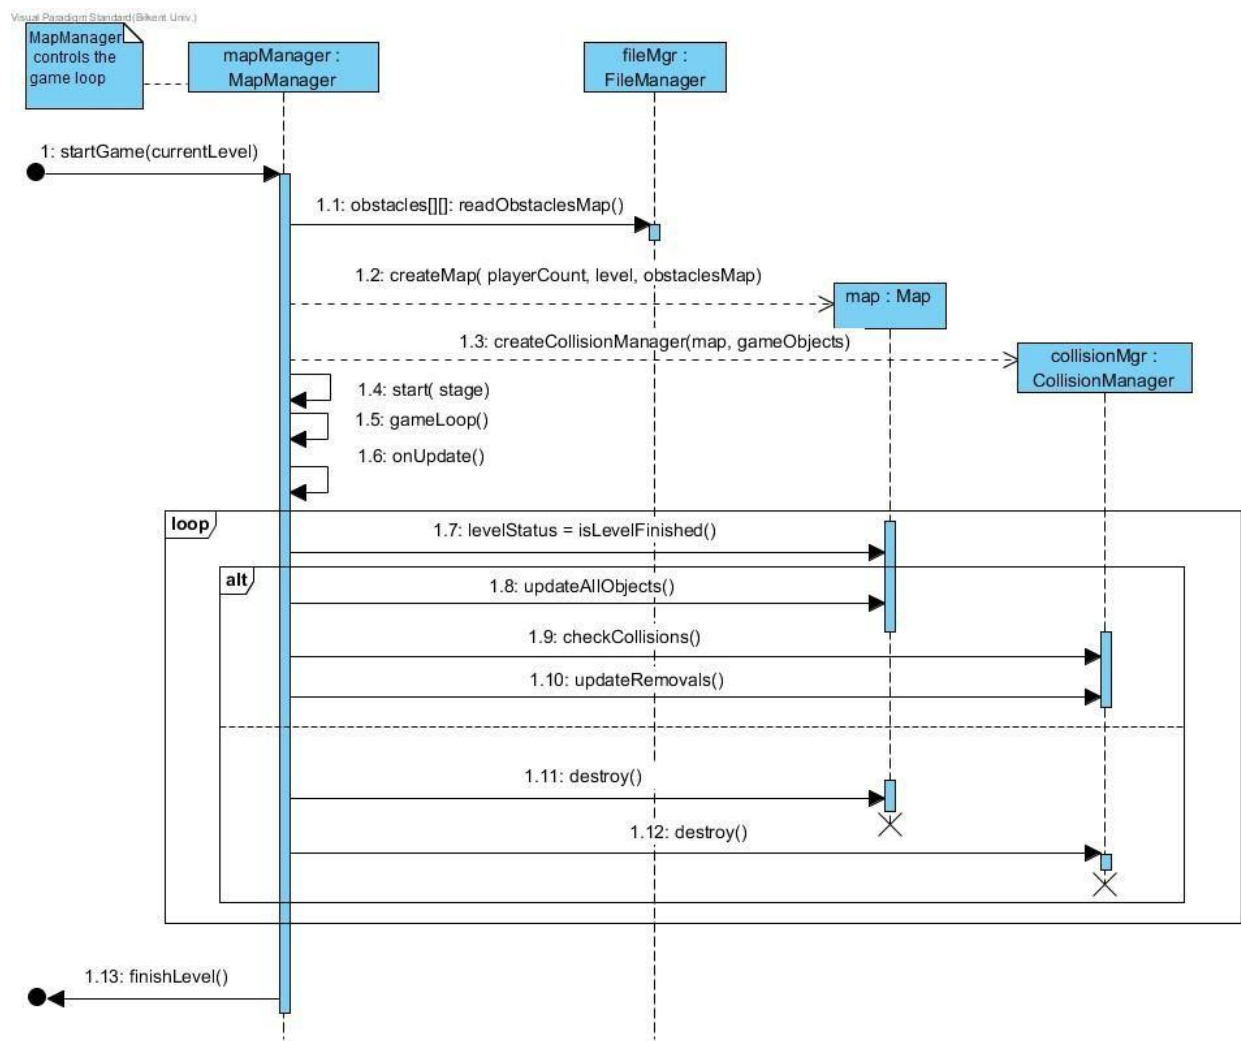 Visual Paradigm Standard(Bilkent Univ.)
MapManager
controls the
game loop
mapManager :
MapManager
fileMgr :
FileManager
1: startGame(currentLevel)
1.1: obstacles[][]: readObstaclesMap()
1.2: createMap( playerCount, level, obstaclesMap)
map : Map
1.3: createCollisionManager(map, gameObjects)
collisionMgr :
CollisionManager
1.4: start( stage)
1.5: gameLoop()
1.6: onUpdate()
loop
1.7: levelStatus = isLevelFinished()
alt
1.8: updateAllObjects()
1.9: checkCollisions()
1.10: updateRemovals()
1.11: destroy()
1.12: destroy()
1.13: finishLevel()